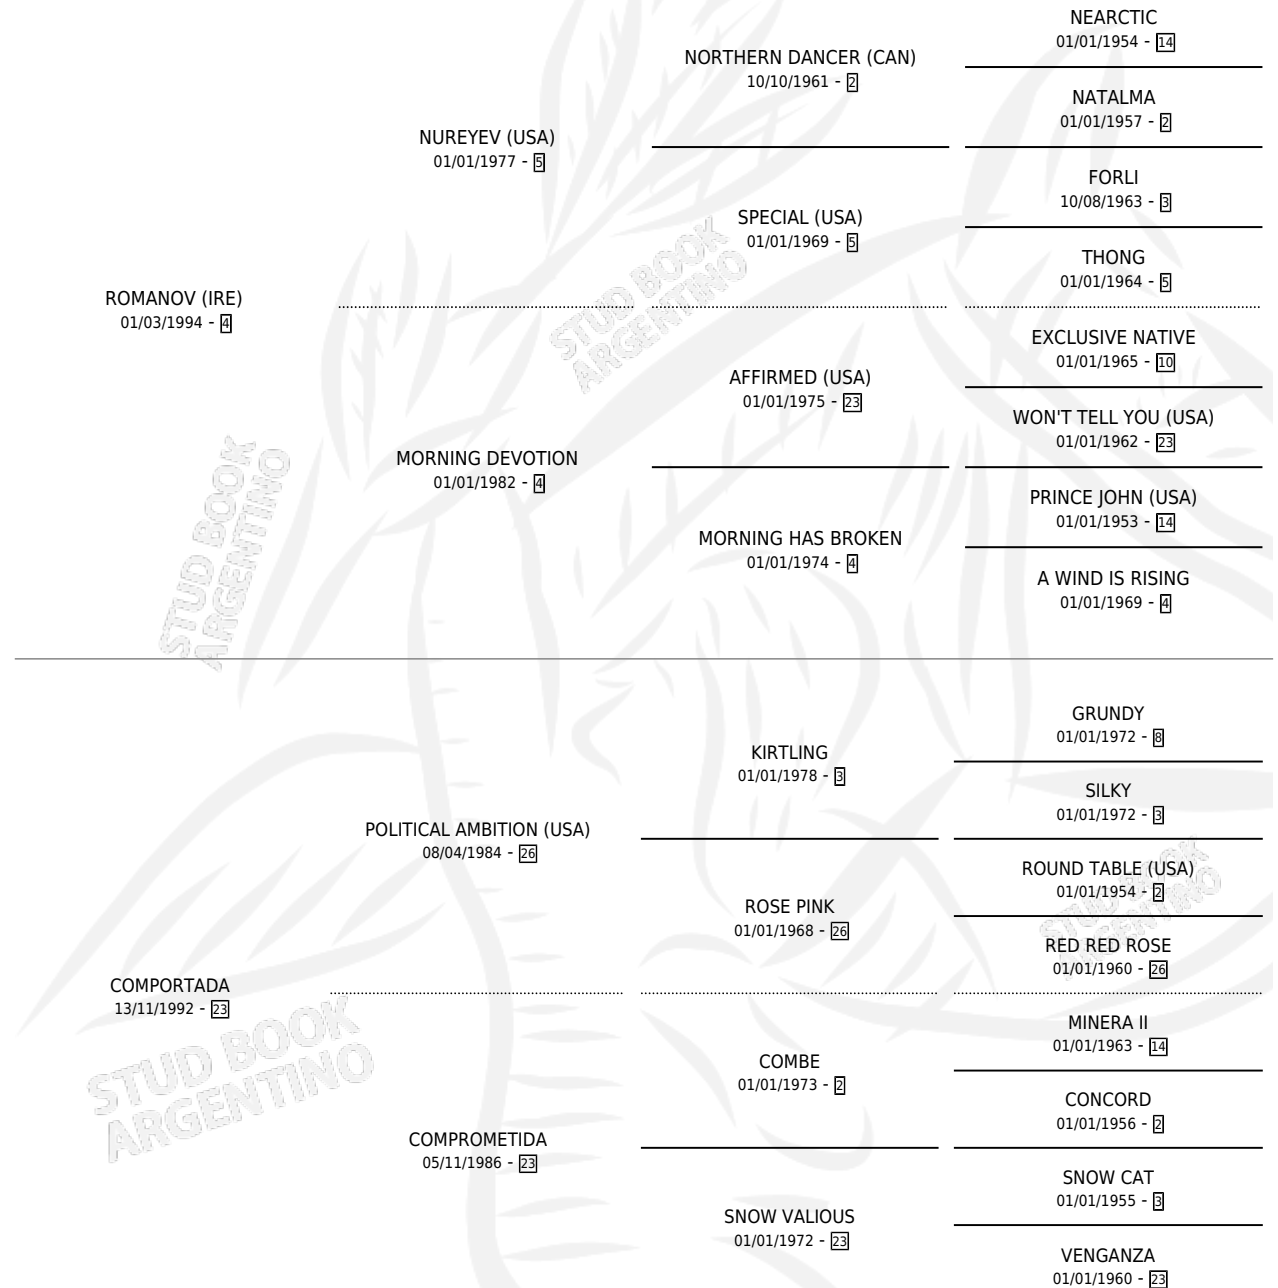 NEARCTIC
01/01/1954 - 14
NORTHERN DANCER (CAN)
10/10/1961 - 2
NATALMA
01/01/1957 - 2
NUREYEV (USA)
01/01/1977 - 5
FORLI
10/08/1963 - 3
SPECIAL (USA)
01/01/1969 - 5
THONG
01/01/1964 - 5
ROMANOV (IRE)
01/03/1994 - 4
EXCLUSIVE NATIVE
01/01/1965 - 10
AFFIRMED (USA)
01/01/1975 - 23
WON'T TELL YOU (USA)
01/01/1962 - 23
MORNING DEVOTION
01/01/1982 - 4
PRINCE JOHN (USA)
01/01/1953 - 14
MORNING HAS BROKEN
01/01/1974 - 4
A WIND IS RISING
01/01/1969 - 4
STUD BOOK
ARGENTINO
STUD BOOK
ARGENTINO
GRUNDY
01/01/1972 - 8
KIRTLING
01/01/1978 - 3
SILKY
01/01/1972 - 3
POLITICAL AMBITION (USA)
08/04/1984 - 26
ROUND TABLE (USA)
01/01/1954 - 2
ROSE PINK
01/01/1968 - 26
RED RED ROSE
01/01/1960 - 26
STUD BOOK
ARGENTINO
COMPORTADA
13/11/1992 - 23
MINERA II
01/01/1963 - 14
COMBE
01/01/1973 - 2
CONCORD
01/01/1956 - 2
STUD BOOK
ARGENTINO
COMPROMETIDA
05/11/1986 - 23
SNOW CAT
01/01/1955 - 3
SNOW VALIOUS
01/01/1972 - 23
VENGANZA
01/01/1960 - 23